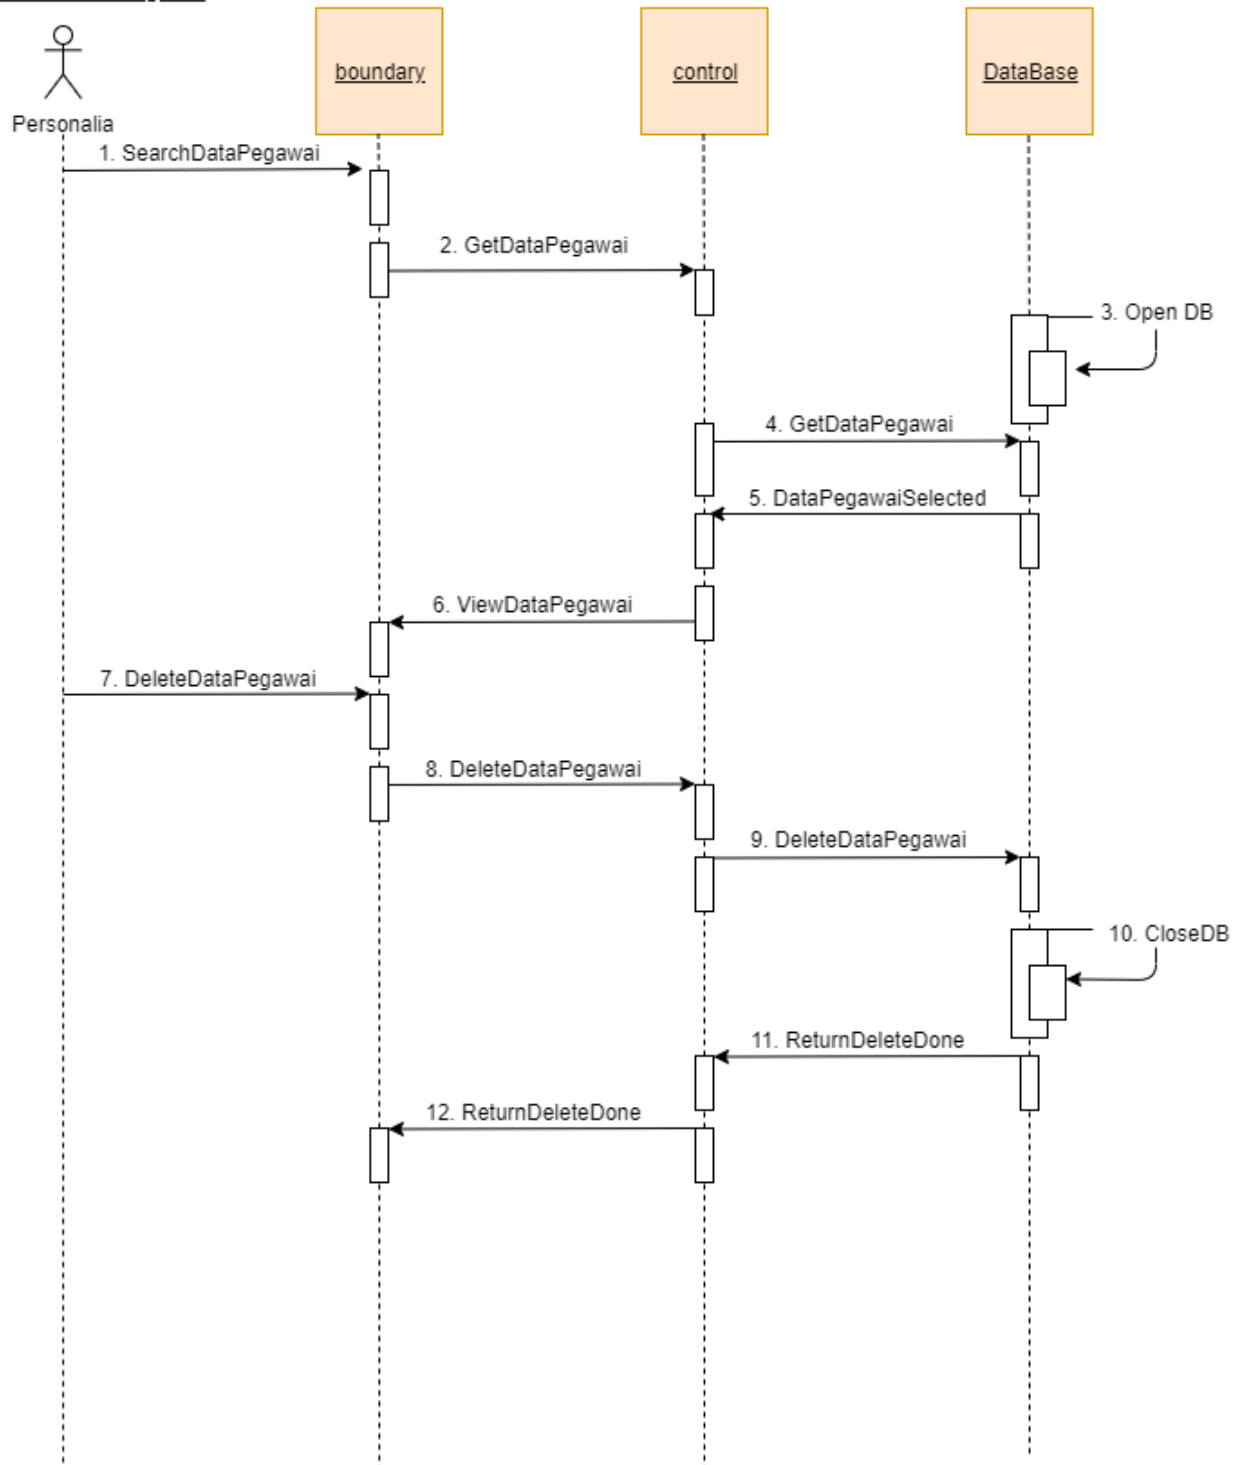 boundary
control
DataBase
Personalia
1. SearchDataPegawai
2. GetDataPegawai
3. Open DB
4. GetDataPegawai
5. DataPegawaiSelected
6. ViewDataPegawai
7. DeleteDataPegawai
8. DeleteDataPegawai
9. DeleteDataPegawai
10. CloseDB
11. ReturnDeleteDone
12. ReturnDeleteDone